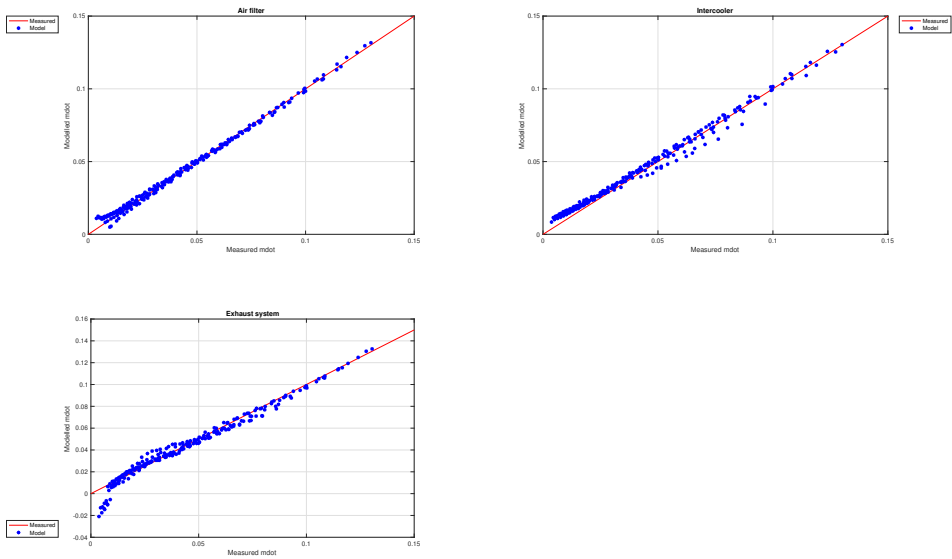 Air filter
Measured
Model
0.15
0.1
0.05
0
Modelled mdot
0
0.05
0.1
0.15
Measured mdot
Intercooler
Measured
Model
0.15
0.1
0.05
0
Modelled mdot
0
0.05
0.1
0.15
Measured mdot
Exhaust system
0.16
0.14
0.12
0.1
0.08
0.06
0.04
0.02
0
-0.02
-0.04
Modelled mdot
Measured
Model
0
0.05
0.1
0.15
Measured mdot